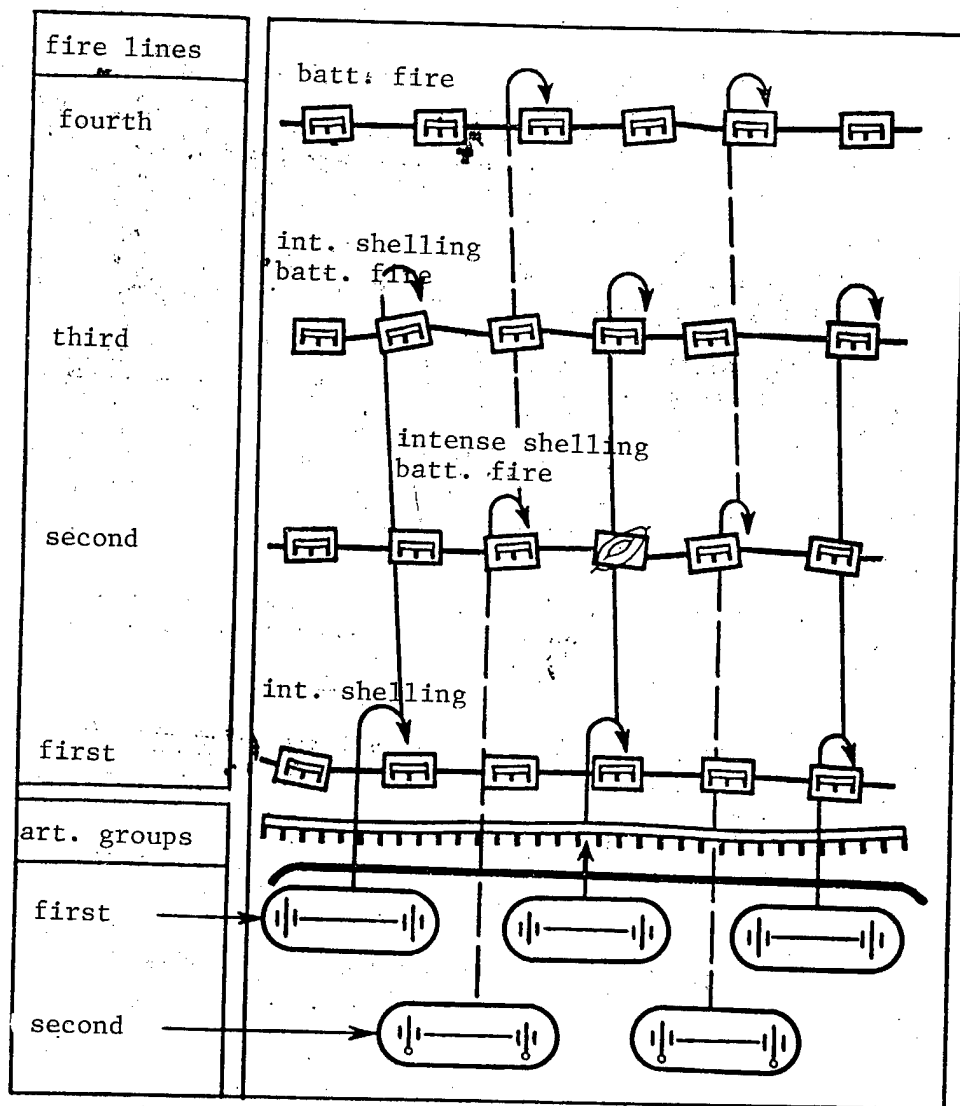 fire lines
batt. fire
fourth
int. shelling
batt. fire
third
intense shelling
batt. fire
second
int. shelling
first
art. groups
first
second